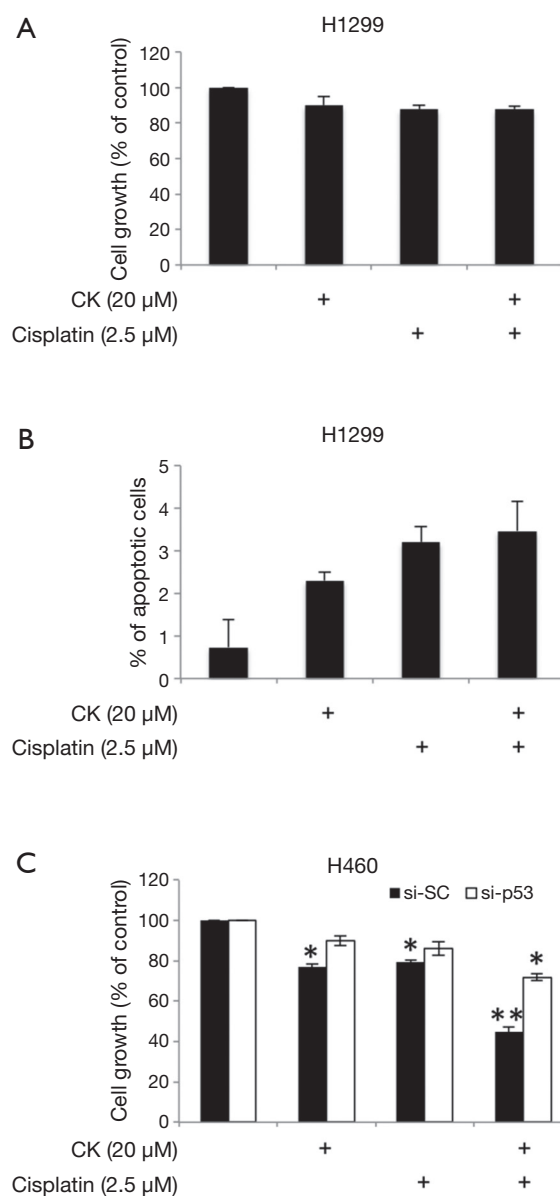 A
H1299
Cell growth (% of control)
120
100
80
60
40
20
0
CK (20 µM)
+
+
Cisplatin (2.5 µM)
+
+
B
H1299
% of apoptotic cells
5
4
3
2
1
0
CK (20 µM)
+
+
Cisplatin (2.5 µM)
+
+
C
H460
Cell growth (% of control)
120
100
80
60
40
20
0
si-SC
si-p53
*
*
**
*
CK (20 µM)
+
+
Cisplatin (2.5 µM)
+
+